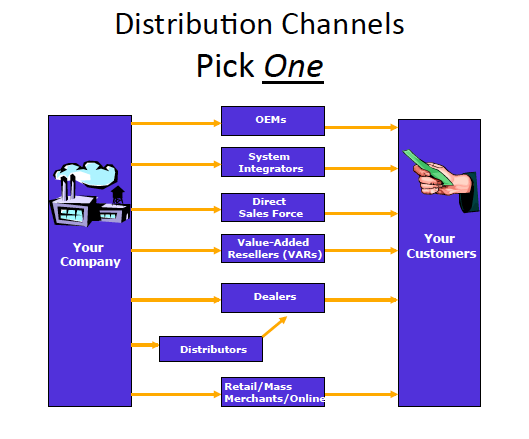 Distribution Channels
Pick One
OEMs
System
Integrators
Direct
Sales Force
Value-Added
Resellers (VARs)
Your
Company
Your
Customers
Dealers
Distributors
Retail/Mass
Merchants/Online